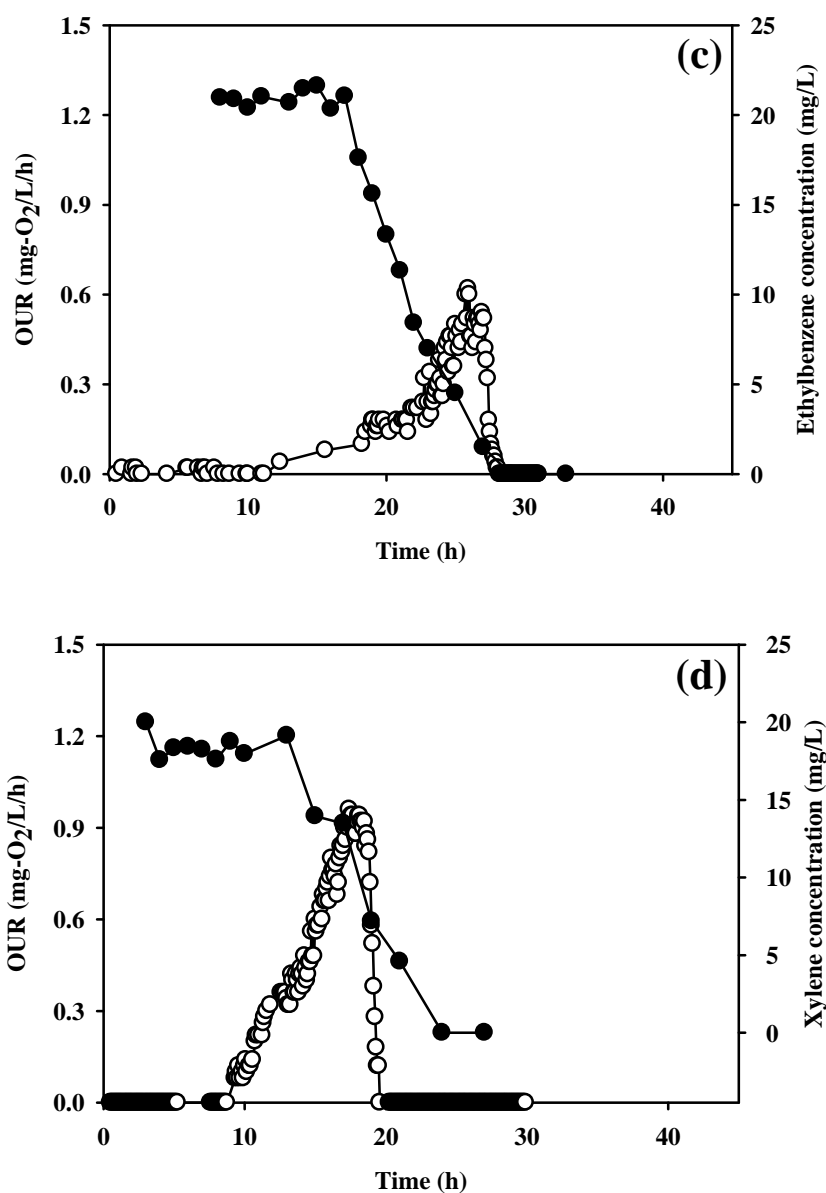 (c)
1.5
1.2
0.9
0.6
0.3
0.0
OUR (mg-O2/L/h)
25
20
15
10
5
0
Ethylbenzene concentration (mg/L)
0 10 20 30 40
Time (h)
(d)
1.5
1.2
0.9
0.6
0.3
0.0
OUR (mg-O2/L/h)
25
20
15
10
5
0
Xylene concentration (mg/L)
0 10 20 30 40
Time (h)